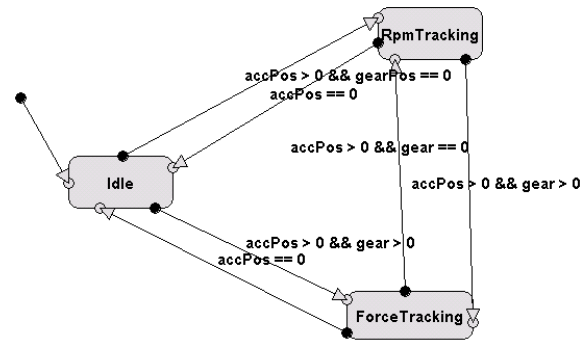 RpmTracking
accPos > 0 && gearPos == 0
accPos == 0
accPos > 0 && gear == 0
accPos > 0 && gear > 0
Idle
accPos > 0 && gear > 0
accPos == 0
ForceTracking